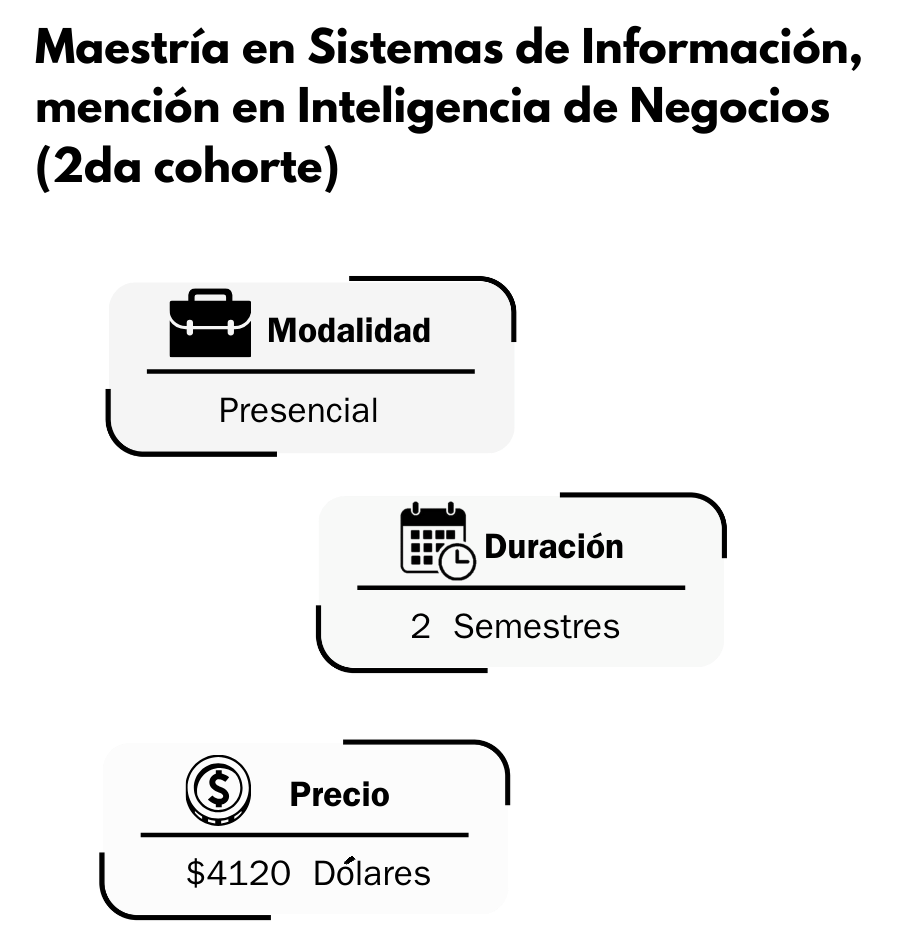 Maestría en Sistemas de Información,
mención en Inteligencia de Negocios
(2da cohorte)
Modalidad
Presencial
Duración
2 Semestres
Precio
$4120 Dólares